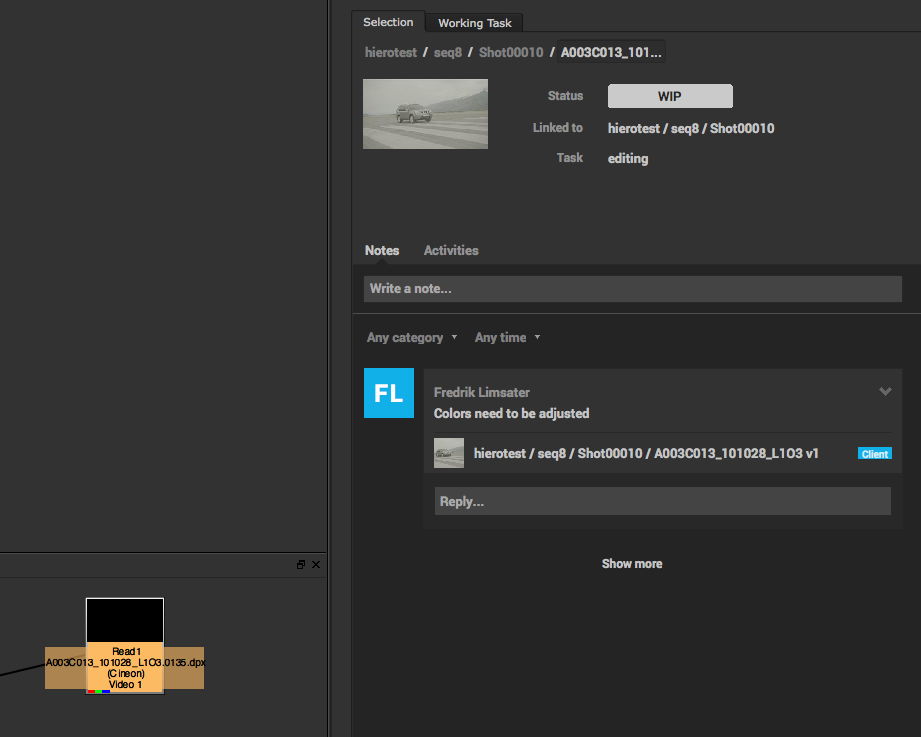 Selection Working Task
hierotest / seq8 / Shot00010 / A003C013_101...
Status WIP
Linked to hierotest / seq8 / Shot00010
Task editing
Notes Activities
Write a note...
Any category Any time
FL
Fredrik Limsater
Colors need to be adjusted
hierotest / seq8 / Shot00010 / A003C013_101028_L1O3 v1 Client
Reply...
Show more
Read1
A003C013_101028_L1O3.0135.dpx
(Cineon)
Video 1